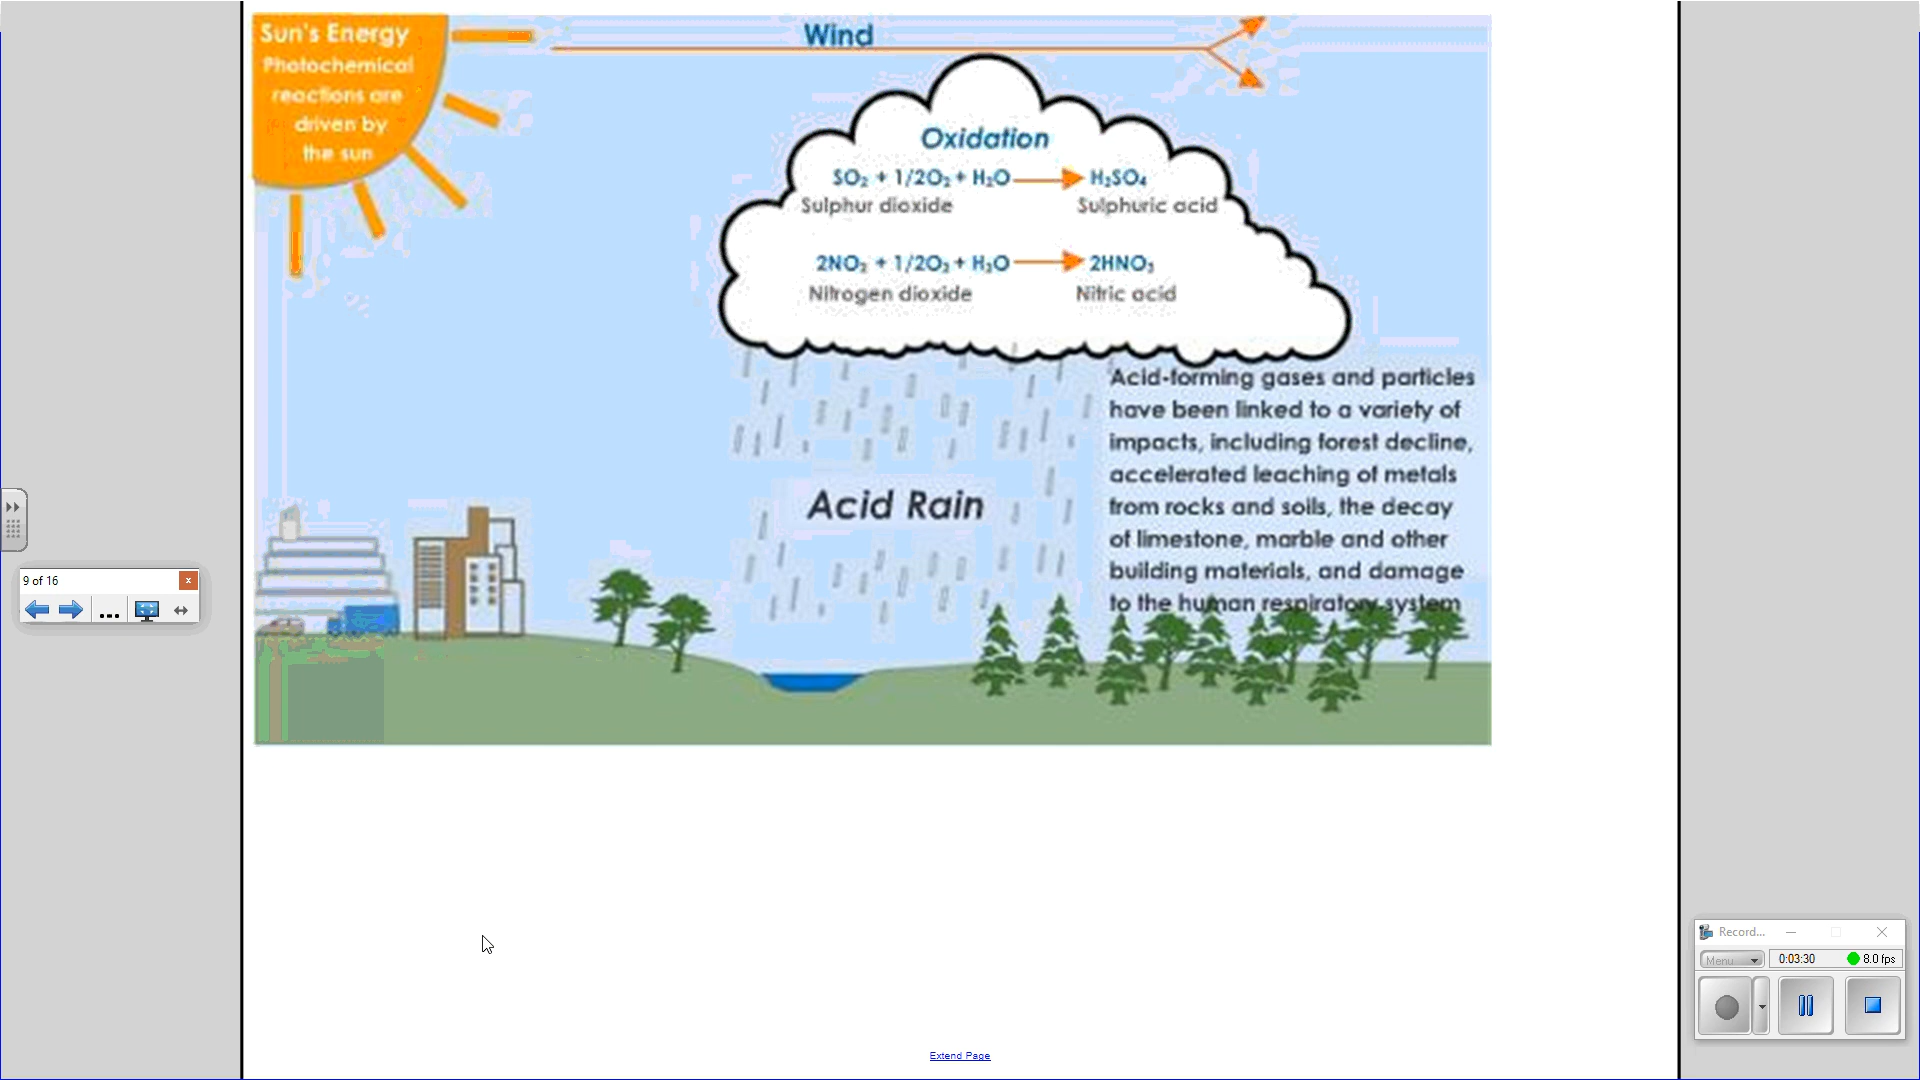 Sun's Energy
Photochemical
reactions are
driven by
the sun
Wind
Oxidation
SO₂ + 1/2O₂ + H₂O → H₂SO₄
Sulphur dioxide Sulphuric acid
2NO₂ + 1/2O₂ + H₂O → 2HNO₃
Nitrogen dioxide Nitric acid
Acid-forming gases and particles
have been linked to a variety of
impacts, including forest decline,
accelerated leaching of metals
from rocks and soils, the decay
of limestone, marble and other
building materials, and damage
to the human respiratory system
Acid Rain
9 of 16
...
Record...
Menu
0:03:30 8.0 fps
Extend Page